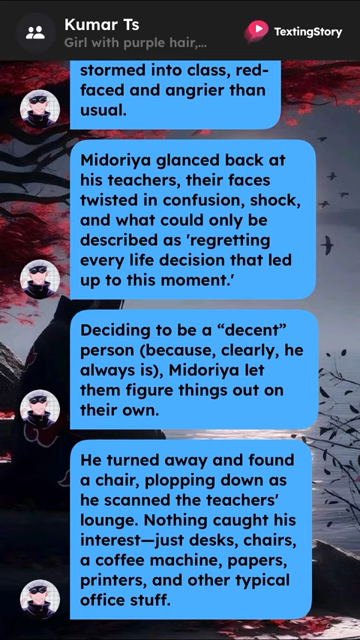 Kumar Ts
Girl with purple hair,...
TextingStory
stormed into class, red-
faced and angrier than
usual.
Midoriya glanced back at
his teachers, their faces
twisted in confusion, shock,
and what could only be
described as 'regretting
every life decision that led
up to this moment.'
Deciding to be a “decent”
person (because, clearly, he
always is), Midoriya let
them figure things out on
their own.
He turned away and found
a chair, plopping down as
he scanned the teachers'
lounge. Nothing caught his
interest—just desks, chairs,
a coffee machine, papers,
printers, and other typical
office stuff.